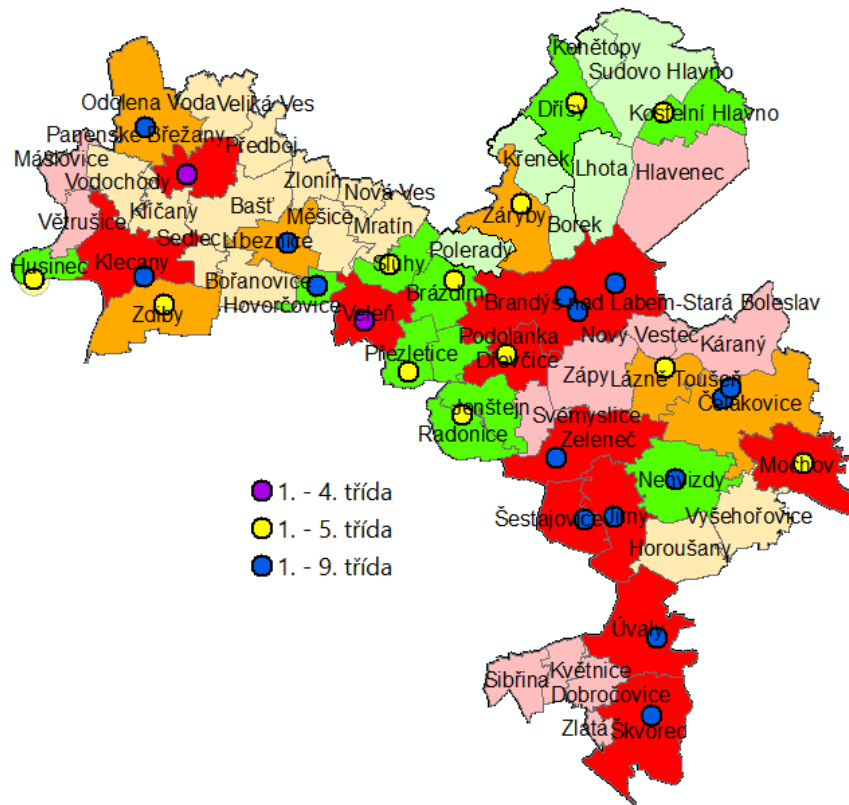 Konětopy
Sudovo Hlavno
Dřísy
Kostelní Hlavno
Odolena Voda
Veliká Ves
Panenské Břežany
Předboj
Máslovice
Vodochody
Křenek
Lhota
Hlavenec
Zlonín
Nová Ves
Klíčany
Bašť
Měšice
Mratín
Větrušice
Záryby
Borek
Sedlec
Líbeznice
Polerady
Husinec
Klecany
Sluhy
Bořanovice
Brázdim
Hovorčovice
Brandýs nad Labem-Stará Boleslav
Zdiby
Veleň
Podolanka
Nový Vestec
Káraný
Přezletice
Dřevčice
Zápy
Lázně Toušeň
Čelákovice
Jenštejn
Svémyslice
Radonice
Zeleneč
Mochov
Nehvizdy
1. - 4. třída
Šestajovice
Jirny
Vyšehořovice
1. - 5. třída
Horoušany
1. - 9. třída
Úvaly
Sibřina
Květnice
Dobročovice
Zlatá
Škvorec